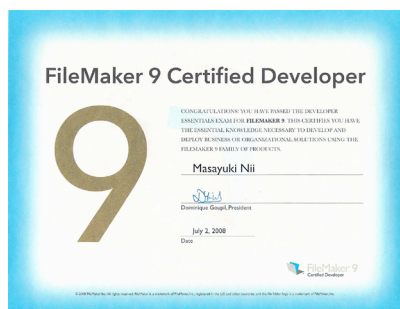 FileMaker 9 Certified Developer
9
CONGRATULATIONS! YOU HAVE PASSED THE DEVELOPER
ESSENTIALS EXAM FOR FILEMAKER 9. THIS CERTIFIES YOU HAVE
THE ESSENTIAL KNOWLEDGE NECESSARY TO DEVELOP AND
DEPLOY BUSINESS OR ORGANIZATIONAL SOLUTIONS USING THE
FILEMAKER 9 FAMILY OF PRODUCTS.
Masayuki Nii
Dominique Goupil, President
July 2, 2008
Date
FileMaker 9
Certified Developer